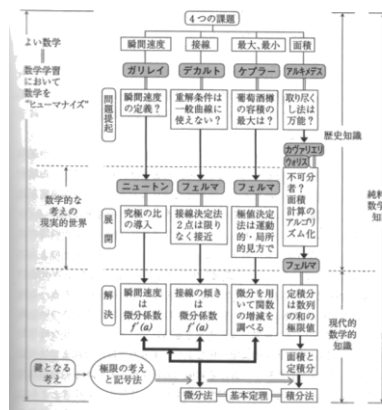 4つの課題
よい数学
‖
数学学習
において
数学を
"ヒューマナイズ"
瞬間速度
接線
最大、最小
面積
ガリレイ
デカルト
ケプラー
アルキメデス
問題提起
瞬間速度
の定義？
重解条件は
一般曲線に
使えない？
葡萄酒樽
の容積の
最大は？
取り尽く
し法は
万能？
歴史知識
カヴァリエリ
ウォリス
不可分
者？
面積
計算の
アルゴリ
ズム化
純粋
数学
知
数学的な
考えの
現実的世界
展開
ニュートン
フェルマ
フェルマ
究極の比
の導入
接線決定法
2点は限り
なく接近
極値決定
法は運動
的・局所
的見方で
フェルマ
解決
瞬間速度
は
微分係数
f'(a)
接線の傾き
は
微分係数
f'(a)
微分を用
いて関数
の増減を
調べる
定積分
は数列
の和の
極限値
現代的
数学的
知識
面積と
定積分
鍵となる
考え
極限の考え
と記号法
微分法
基本定理
積分法